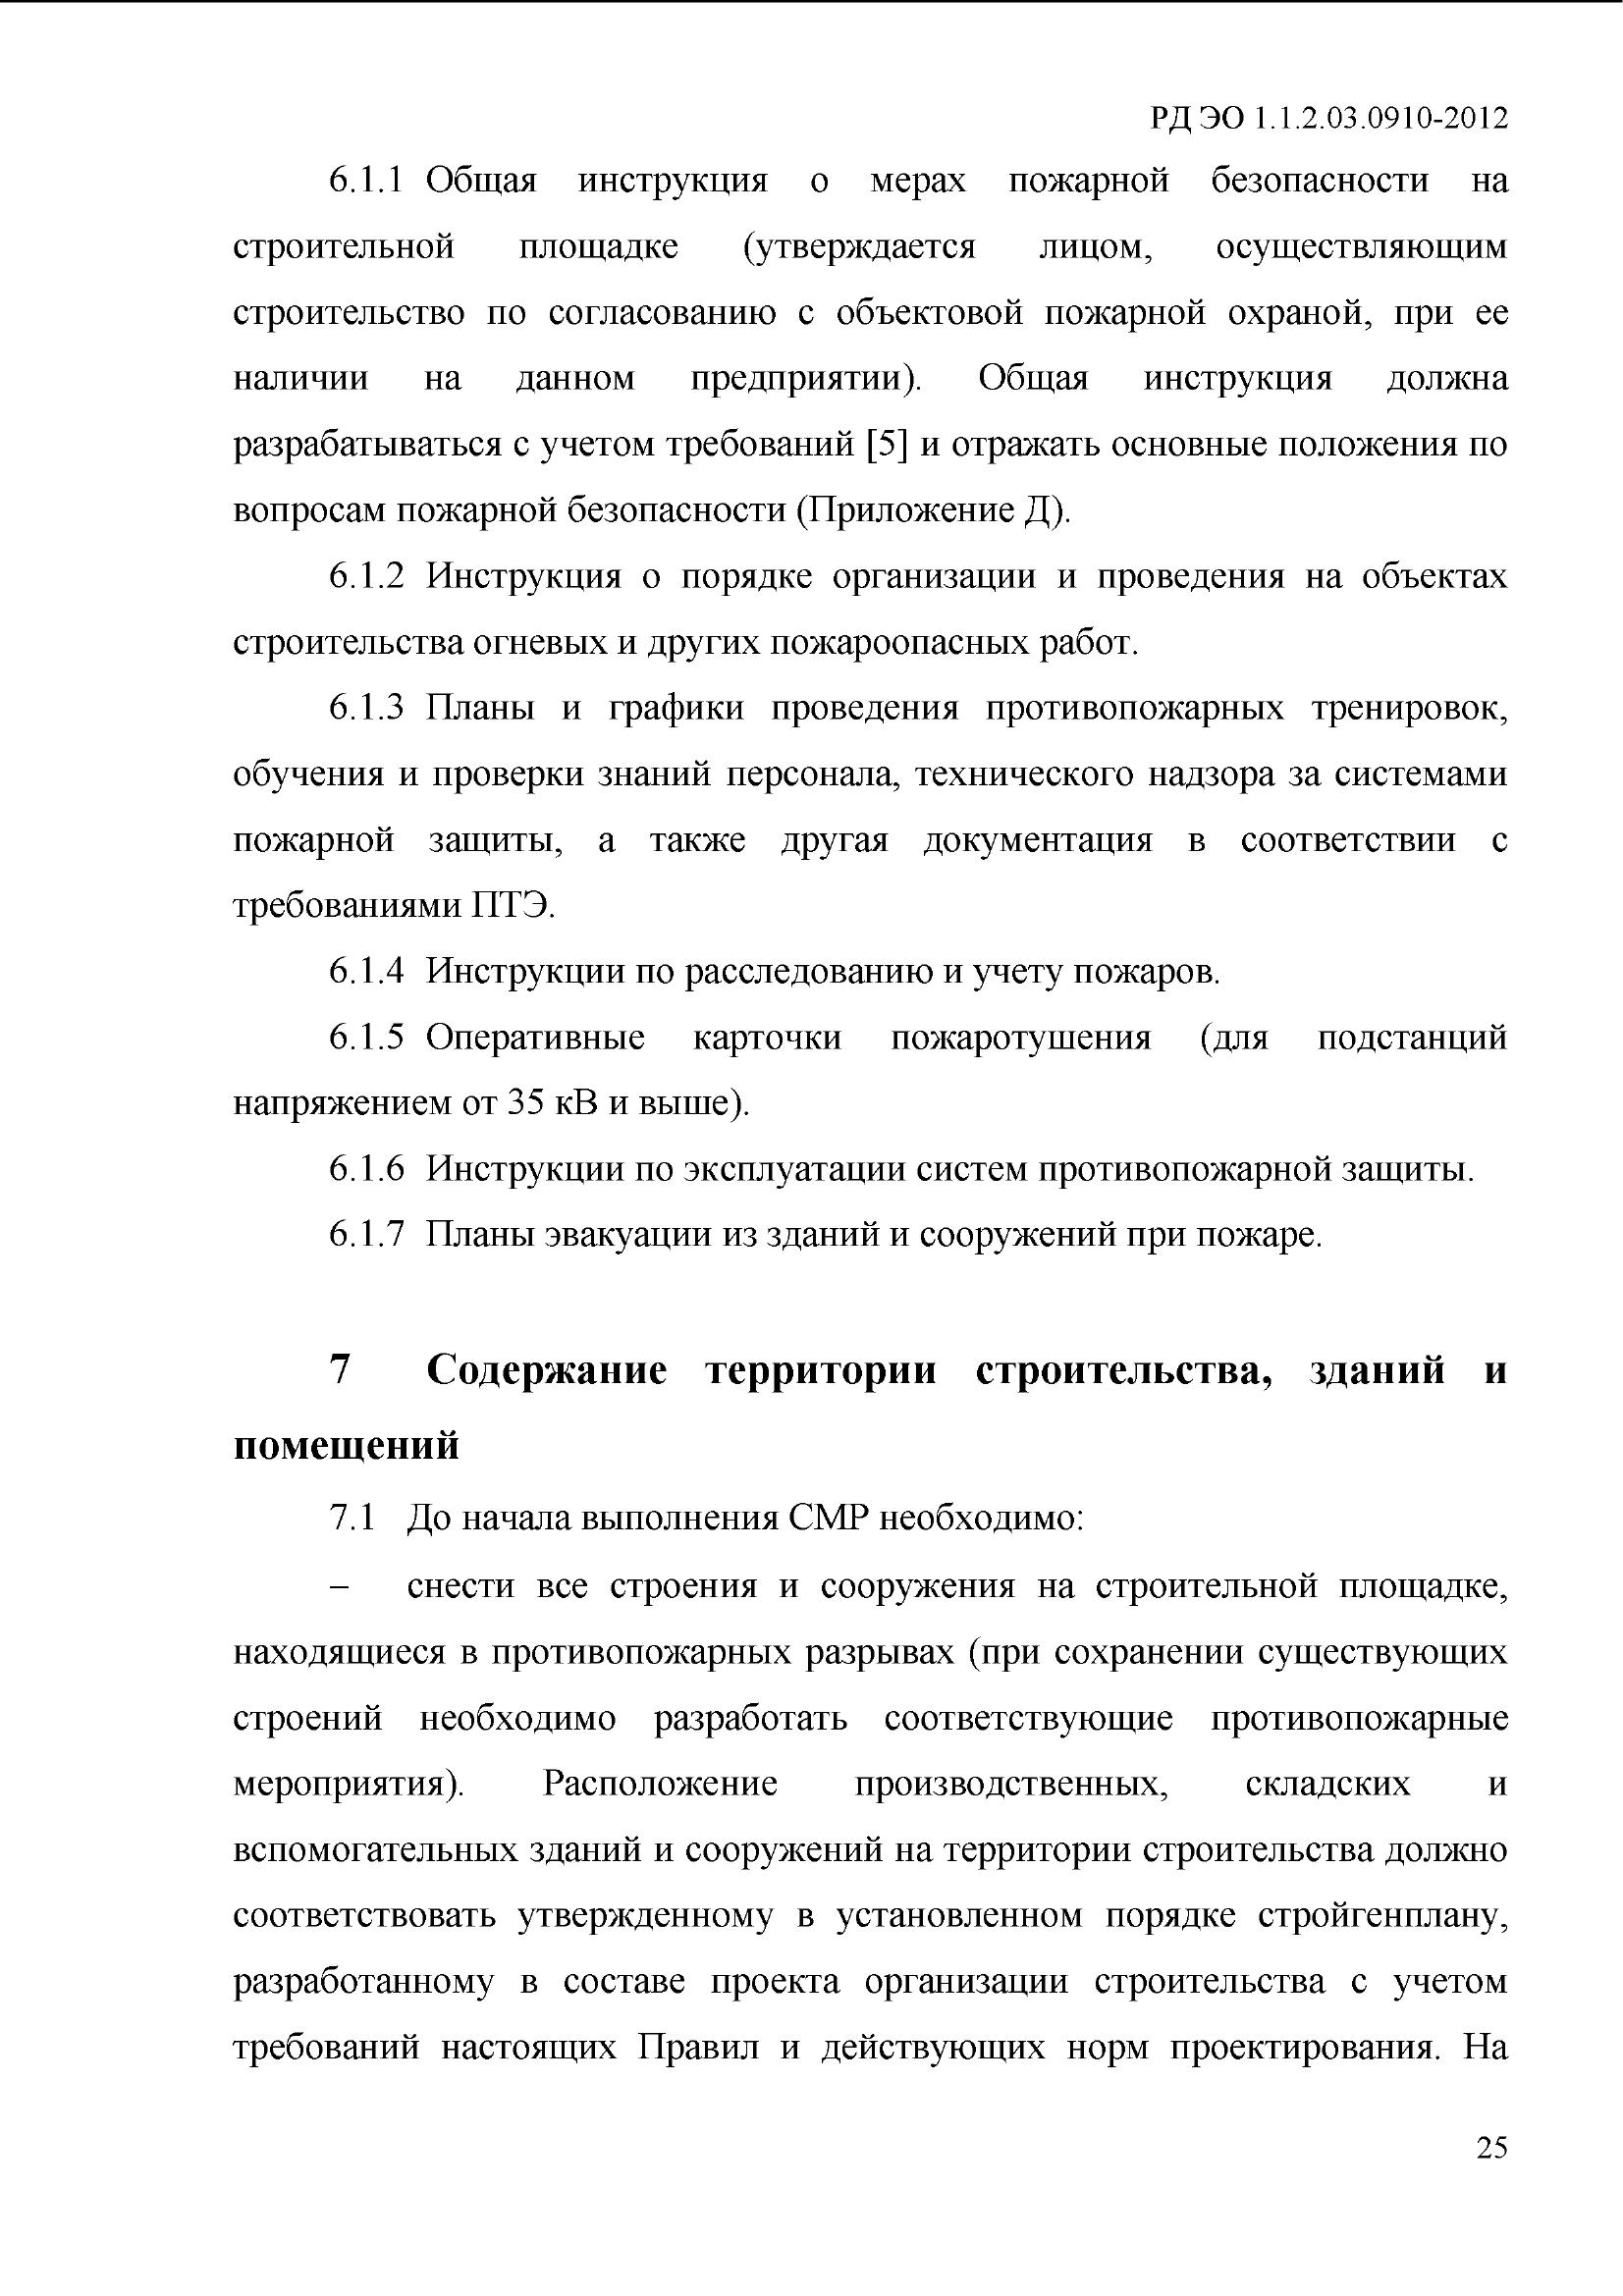 РД ЭО 1.1.2.03.0910-2012
6.1.1 Общая инструкция о мерах пожарной безопасности на
строительной площадке (утверждается лицом, осуществляющим
строительство по согласованию с объектовой пожарной охраной, при ее
наличии на данном предприятии). Общая инструкция должна
разрабатываться с учетом требований [5] и отражать основные положения по
вопросам пожарной безопасности (Приложение Д).
6.1.2 Инструкция о порядке организации и проведения на объектах
строительства огневых и других пожароопасных работ.
6.1.3 Планы и графики проведения противопожарных тренировок,
обучения и проверки знаний персонала, технического надзора за системами
пожарной защиты, а также другая документация в соответствии с
требованиями ПТЭ.
6.1.4 Инструкции по расследованию и учету пожаров.
6.1.5 Оперативные карточки пожаротушения (для подстанций
напряжением от 35 кВ и выше).
6.1.6 Инструкции по эксплуатации систем противопожарной защиты.
6.1.7 Планы эвакуации из зданий и сооружений при пожаре.
7 Содержание территории строительства, зданий и
помещений
7.1 До начала выполнения СМР необходимо:
– снести все строения и сооружения на строительной площадке,
находящиеся в противопожарных разрывах (при сохранении существующих
строений необходимо разработать соответствующие противопожарные
мероприятия). Расположение производственных, складских и
вспомогательных зданий и сооружений на территории строительства должно
соответствовать утвержденному в установленном порядке стройгенплану,
разработанному в составе проекта организации строительства с учетом
требований настоящих Правил и действующих норм проектирования. На
25